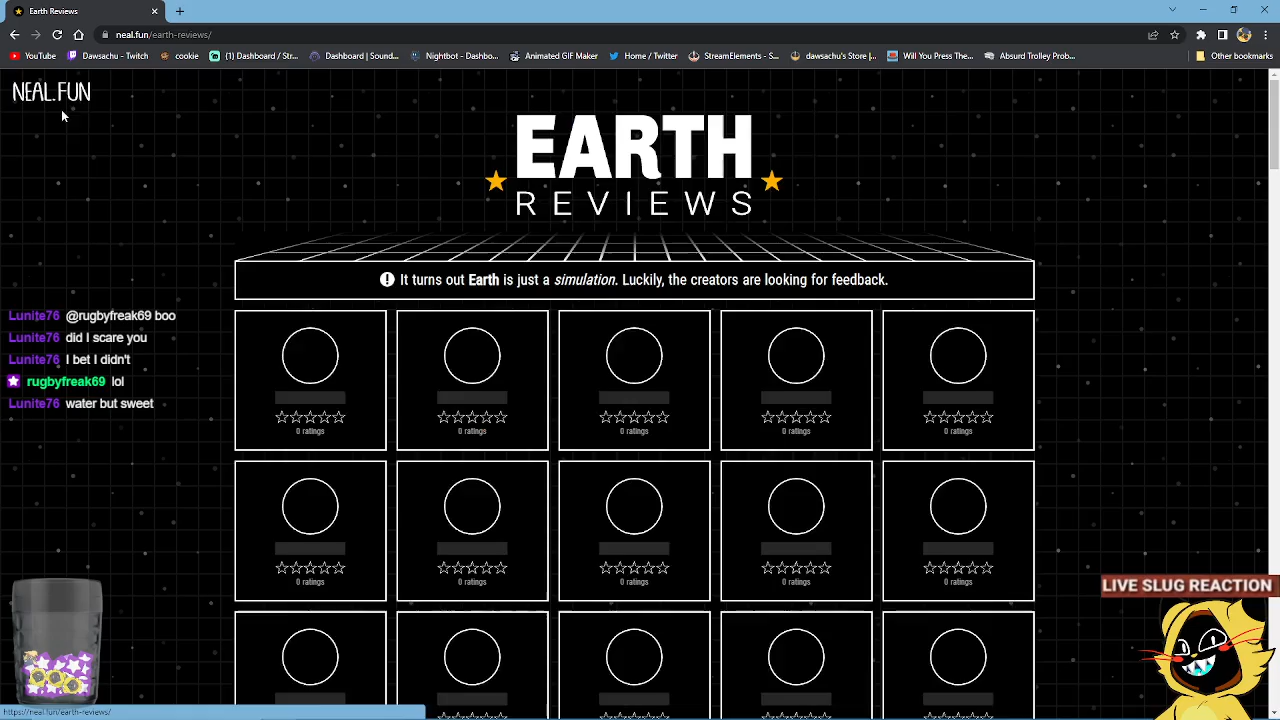 Earth Reviews
neal.fun/earth-reviews/
YouTube
Dawsachu - Twitch
cookie
(1) Dashboard / Str...
Dashboard | Sound...
Nightbot - Dashbo...
Animated GIF Maker
Home / Twitter
StreamElements - S...
dawsachu's Store |...
Will You Press The...
Absurd Trolley Prob...
Other bookmarks
NEAL.FUN
EARTH
REVIEWS
It turns out Earth is just a simulation. Luckily, the creators are looking for feedback.
Lunite76 @rugbyfreak69 boo
Lunite76 did I scare you
Lunite76 I bet I didn't
rugbyfreak69 lol
Lunite76 water but sweet
0 ratings
0 ratings
0 ratings
0 ratings
0 ratings
0 ratings
0 ratings
0 ratings
0 ratings
0 ratings
LIVE SLUG REACTION
https://neal.fun/earth-reviews/